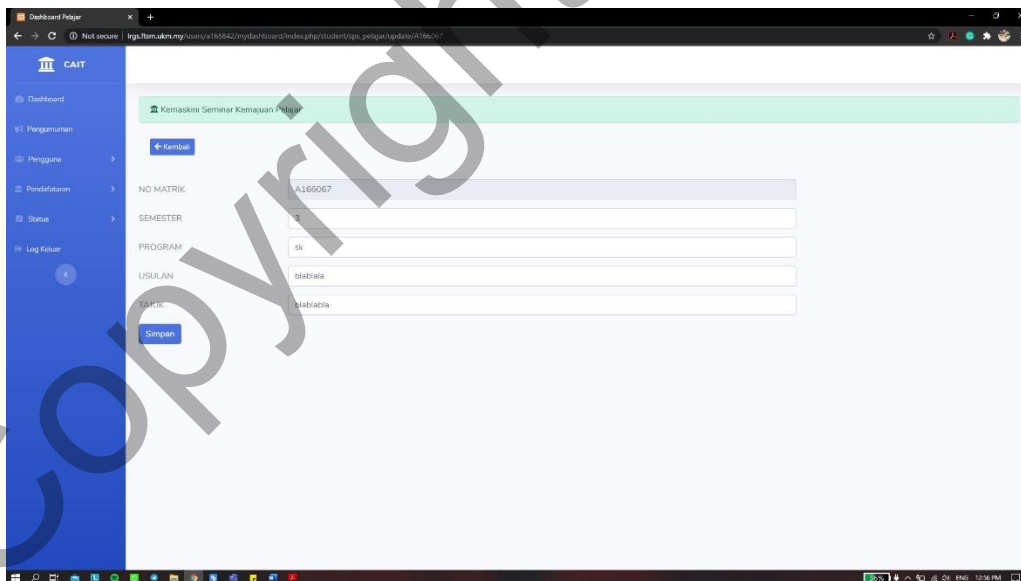 Dashboard Pelajar
Not secure | lrgs.ftsm.ukm.my/users/a165842/mydashboard/index.php/student/sps_pelajar/update/A166067
CAIT
Dashboard
Pengumuman
Pengguna
Pendafataran
Status
Log Keluar
Kemaskini Seminar Kemajuan Pelajar
Kembali
NO MATRIK A166067
SEMESTER 3
PROGRAM sk
USULAN blablala
TAJUK blablabla
Simpan
36% ENG 12:56 PM
Copyright